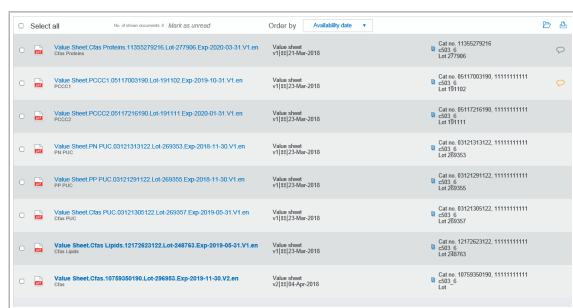 Select all
No. of shown documents: 8 Mark as unread
Order by Availability date
Value Sheet.Cfas Proteins.11355279216.Lot-277906.Exp-2020-03-31.V1.en
Cfas Proteins
Value sheet
v1|tt|21-Mar-2018
Cat no. 11355279216
c503_6
Lot 277906
Value Sheet.PCCC1.05117003190.Lot-191102.Exp-2019-10-31.V1.en
PCCC1
Value sheet
v1|tt|23-Mar-2018
Cat no. 05117003190, 11111111111
c503_6
Lot 191102
Value Sheet.PCCC2.05117216190.Lot-191111.Exp-2020-01-31.V1.en
PCCC2
Value sheet
v1|tt|23-Mar-2018
Cat no. 05117216190, 11111111111
c503_6
Lot 191111
Value Sheet.PN PUC.03121313122.Lot-269353.Exp-2018-11-30.V1.en
PN PUC
Value sheet
v1|tt|23-Mar-2018
Cat no. 03121313122, 11111111111
c503_6
Lot 269353
Value Sheet.PP PUC.03121291122.Lot-269355.Exp-2018-11-30.V1.en
PP PUC
Value sheet
v1|tt|23-Mar-2018
Cat no. 03121291122, 11111111111
c503_6
Lot 269355
Value Sheet.Cfas PUC.03121305122.Lot-269357.Exp-2019-05-31.V1.en
Cfas PUC
Value sheet
v1|tt|23-Mar-2018
Cat no. 03121305122, 11111111111
c503_6
Lot 269357
Value Sheet.Cfas Lipids.12172623122.Lot-248763.Exp-2019-05-31.V1.en
Cfas Lipids
Value sheet
v1|tt|23-Mar-2018
Cat no. 12172623122, 11111111111
c503_6
Lot 248763
Value Sheet.Cfas.10759350190.Lot-296953.Exp-2019-11-30.V2.en
Cfas
Value sheet
v2|tt|04-Apr-2018
Cat no. 10759350190, 11111111111
c503_6
Lot